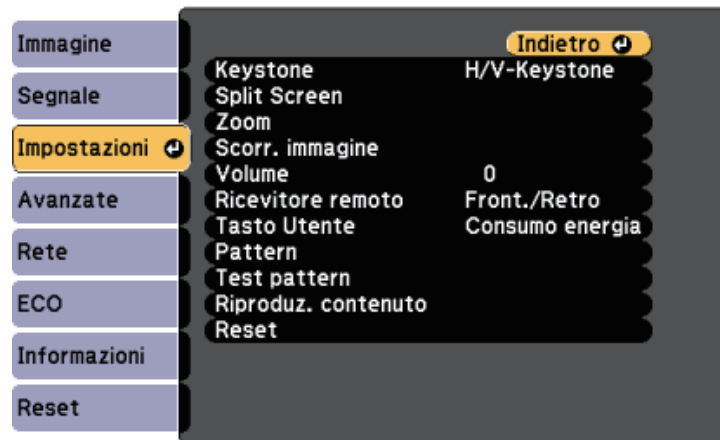 Immagine
Segnale
Impostazioni
Avanzate
Rete
ECO
Informazioni
Reset
Indietro
Keystone H/V-Keystone
Split Screen
Zoom
Scorr. immagine
Volume 0
Ricevitore remoto Front./Retro
Tasto Utente Consumo energia
Pattern
Test pattern
Riproduz. contenuto
Reset